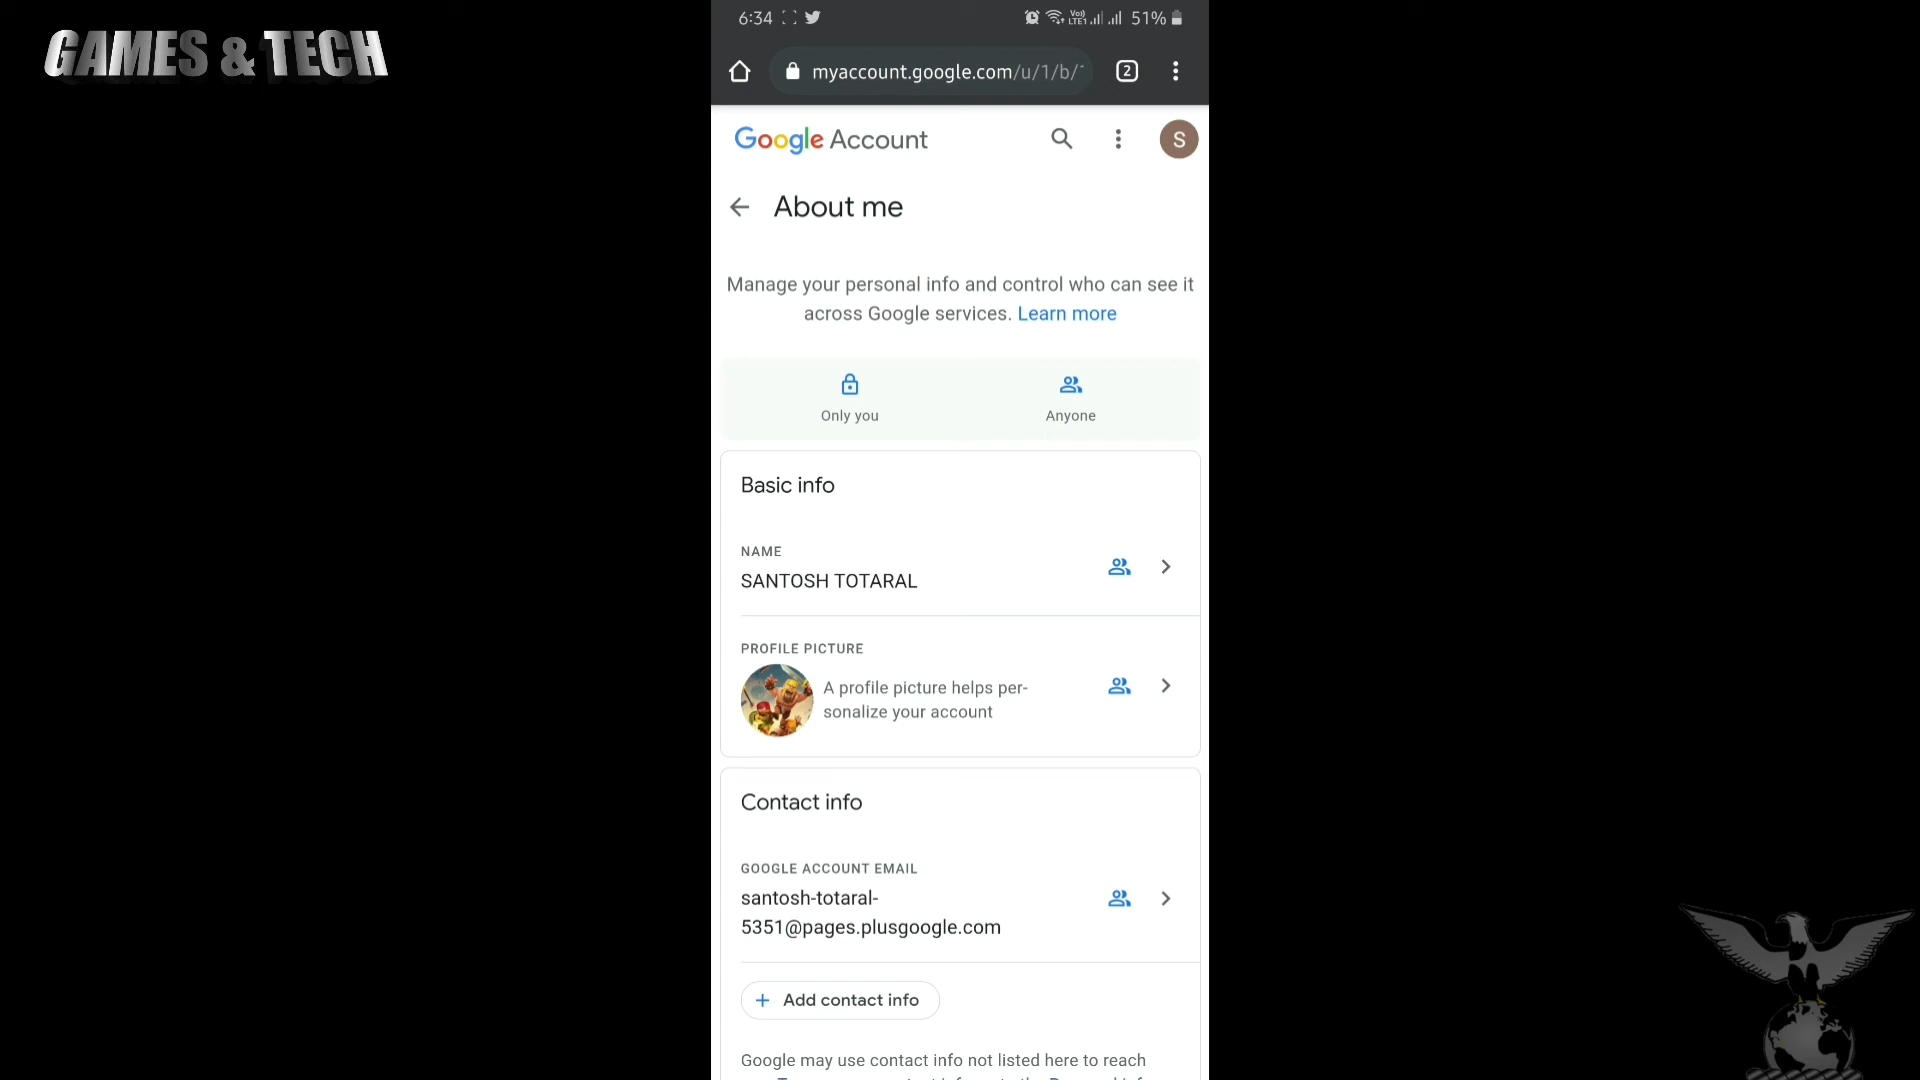 GAMES & TECH
6:34
Vo)
LTE1
51%
myaccount.google.com/u/1/b/
2
Google Account
S
About me
Manage your personal info and control who can see it
across Google services. Learn more
Only you
Anyone
Basic info
NAME
SANTOSH TOTARAL
PROFILE PICTURE
A profile picture helps per-
sonalize your account
Contact info
GOOGLE ACCOUNT EMAIL
santosh-totaral-
5351@pages.plusgoogle.com
+ Add contact info
Google may use contact info not listed here to reach